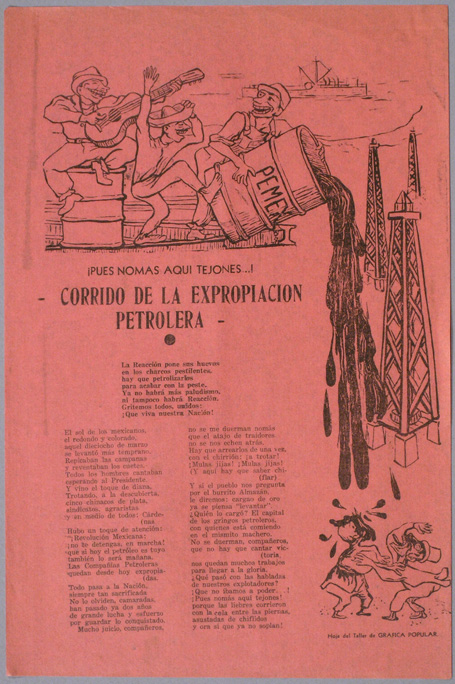 PEMEX
¡PUES NOMAS AQUI TEJONES...!
- CORRIDO DE LA EXPROPIACION
PETROLERA -
La Reacción pone sus huevos
en los charcos pestilentes,
hay que petrolizarlos
para acabar con la peste,
Ya no habrá más paludismo,
ni tampoco habrá Reacción.
Gritemos todos, unidos:
¡Que viva nuestra Nación!
El sol de los mexicanos,
el redondo y colorado,
aquel dieciocho de marzo
se levantó más temprano.
Repicaban las campanas
y reventaban los cuetes.
Todos los hombres cantaban
esperando al Presidente.
Y vino el toque de diana,
Trotando, a la descubierta,
cinco chinacos de plata,
sindicatos, agraristas
y en medio de todos: Cárde-
(nas
Hubo un toque de atención:
"¡Revolución Mexicana:
¡no te detengas, en marcha!
que si hoy el petróleo es tuyo
también lo será mañana.
Las Compañías Petroleras
quedan desde hoy expropia-
(das.
Todo pasó a la Nación,
siempre tan sacrificada
No lo olviden, camaradas,
han pasado ya dos años
de grande lucha y esfuerzo
por guardar lo conquistado.
Mucho juicio, compañeros,
no se me duerman nomás
que el atajo de traidores
no se nos echen atrás.
Hay que arrearlos de una vez,
con el chirrión: ¡a trotar!
¡Mulas jijas! ¡Mulas jijas!
(Y aquí hay que saber chi-
(flar)
Y si el pueblo nos pregunta
por el burrito Almazán,
le diremos: cargas de oro
ya se piensa "levantar".
¿Quién lo cargó? El capital
de los gringos petroleros,
con quienes está comiendo
en el mismito machero.
No se duerman, compañeros,
que no hay que cantar vic-
(toria,
nos quedan muchos trabajos
para llegar a la gloria.
¿Qué pasó con las habladas
de nuestros explotadores?
¡Que no íbamos a poder...!
¡Pues nomás aquí tejones!
porque las liebres corrieron
con la cola entre las piernas,
asustadas de chiflidos
y ora sí que ya no soplan!
Hoja del Taller de GRAFICA POPULAR.